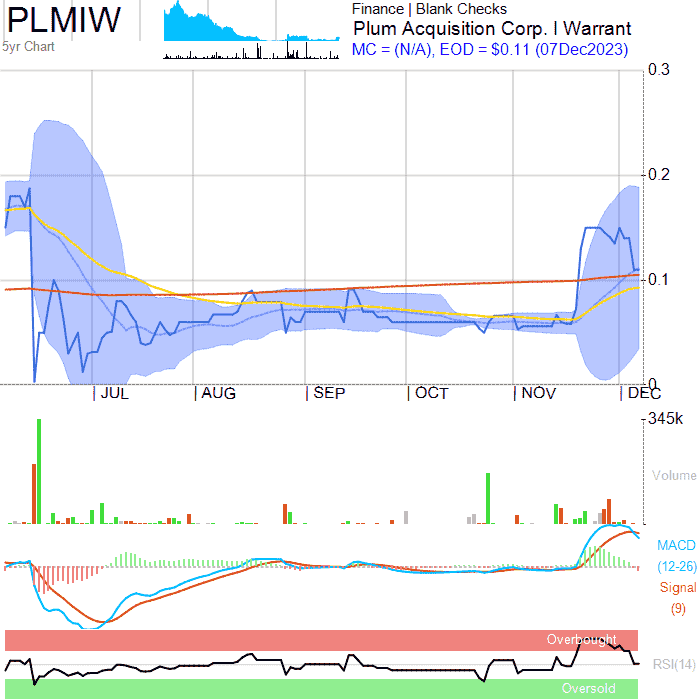 PLMIW
5yr Chart
Finance | Blank Checks
Plum Acquisition Corp. I Warrant
MC = (N/A), EOD = $0.11 (07Dec2023)
0.3
0.2
0.1
0
JUL AUG SEP OCT NOV DEC
345k
Volume
MACD
(12-26)
Signal
(9)
Overbought
RSI(14)
Oversold